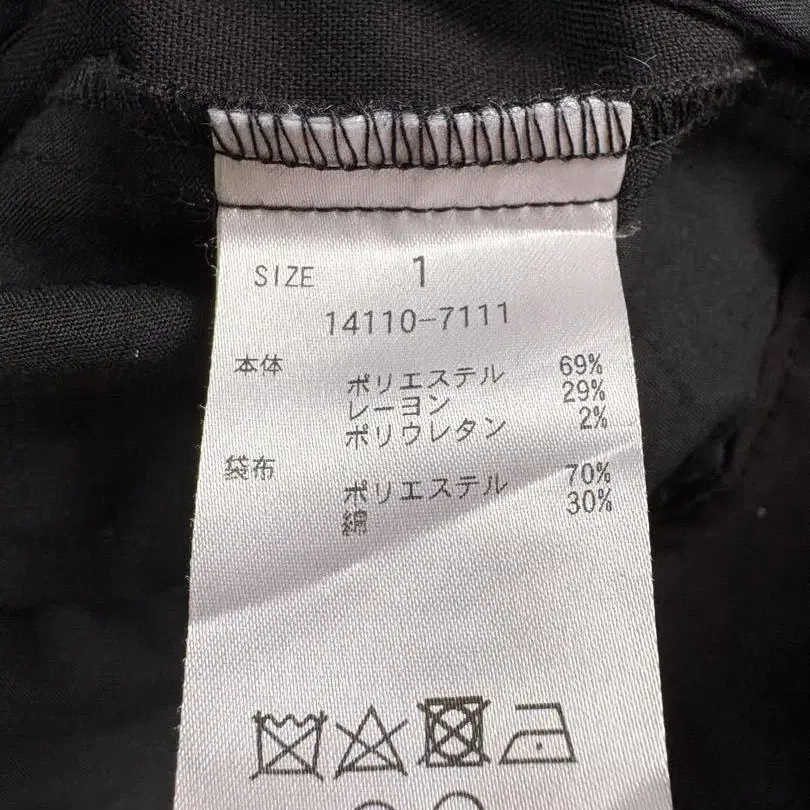 SIZE 1
14110-7111
本体 ポリエステル 69%
レーヨン 29%
ポリウレタン 2%
袋布 ポリエステル 70%
綿 30%